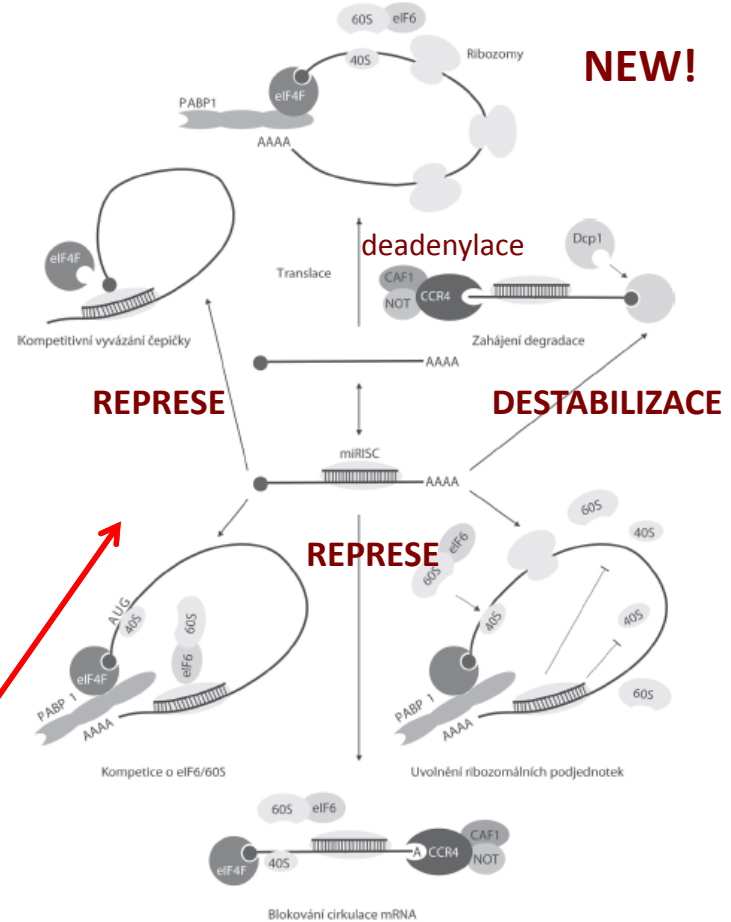 60S eIF6
NEW!
40S
Ribozomy
eIF4F
PABP1
AAAA
deadenylace
Dcp1
eIF4F
Translace
CAF1
CCR4
NOT
Kompetitivní vyvázání čepičky
Zahájení degradace
AAAA
REPRESE
DESTABILIZACE
miRISC
AAAA
REPRESE
60S
eIF6
60S
40S
AUG
40S
60S
40S
40S
eIF6
eIF4F
eIF4F
60S
PABP 1
AAAA
PABP 1
AAAA
Kompetice o eIF6/60S
Uvolnění ribozomálních podjednotek
60S eIF6
CAF1
A CCR4
NOT
eIF4F
40S
Blokování cirkulace mRNA